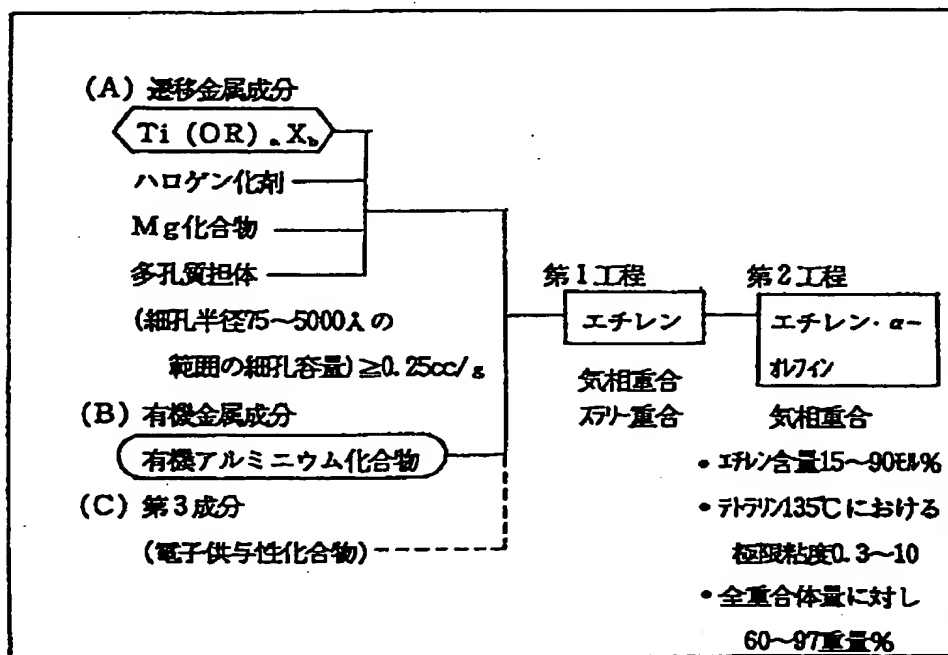 (A) 遷移金属成分
Ti(OR)aXb
ハロゲン化剤
Mg化合物
多孔質担体
(細孔半径75~5000Åの
範囲の細孔容量)≧0.25cc/g
(B) 有機金属成分
有機アルミニウム化合物
(C) 第3成分
(電子供与性化合物)
第1工程
エチレン
気相重合
スラリー重合
第2工程
エチレン・α-
オレフィン
気相重合
• エチレン含量15~90モル%
• テトラリン135℃における
極限粘度0.3~10
• 全重合体量に対し
60~97重量%